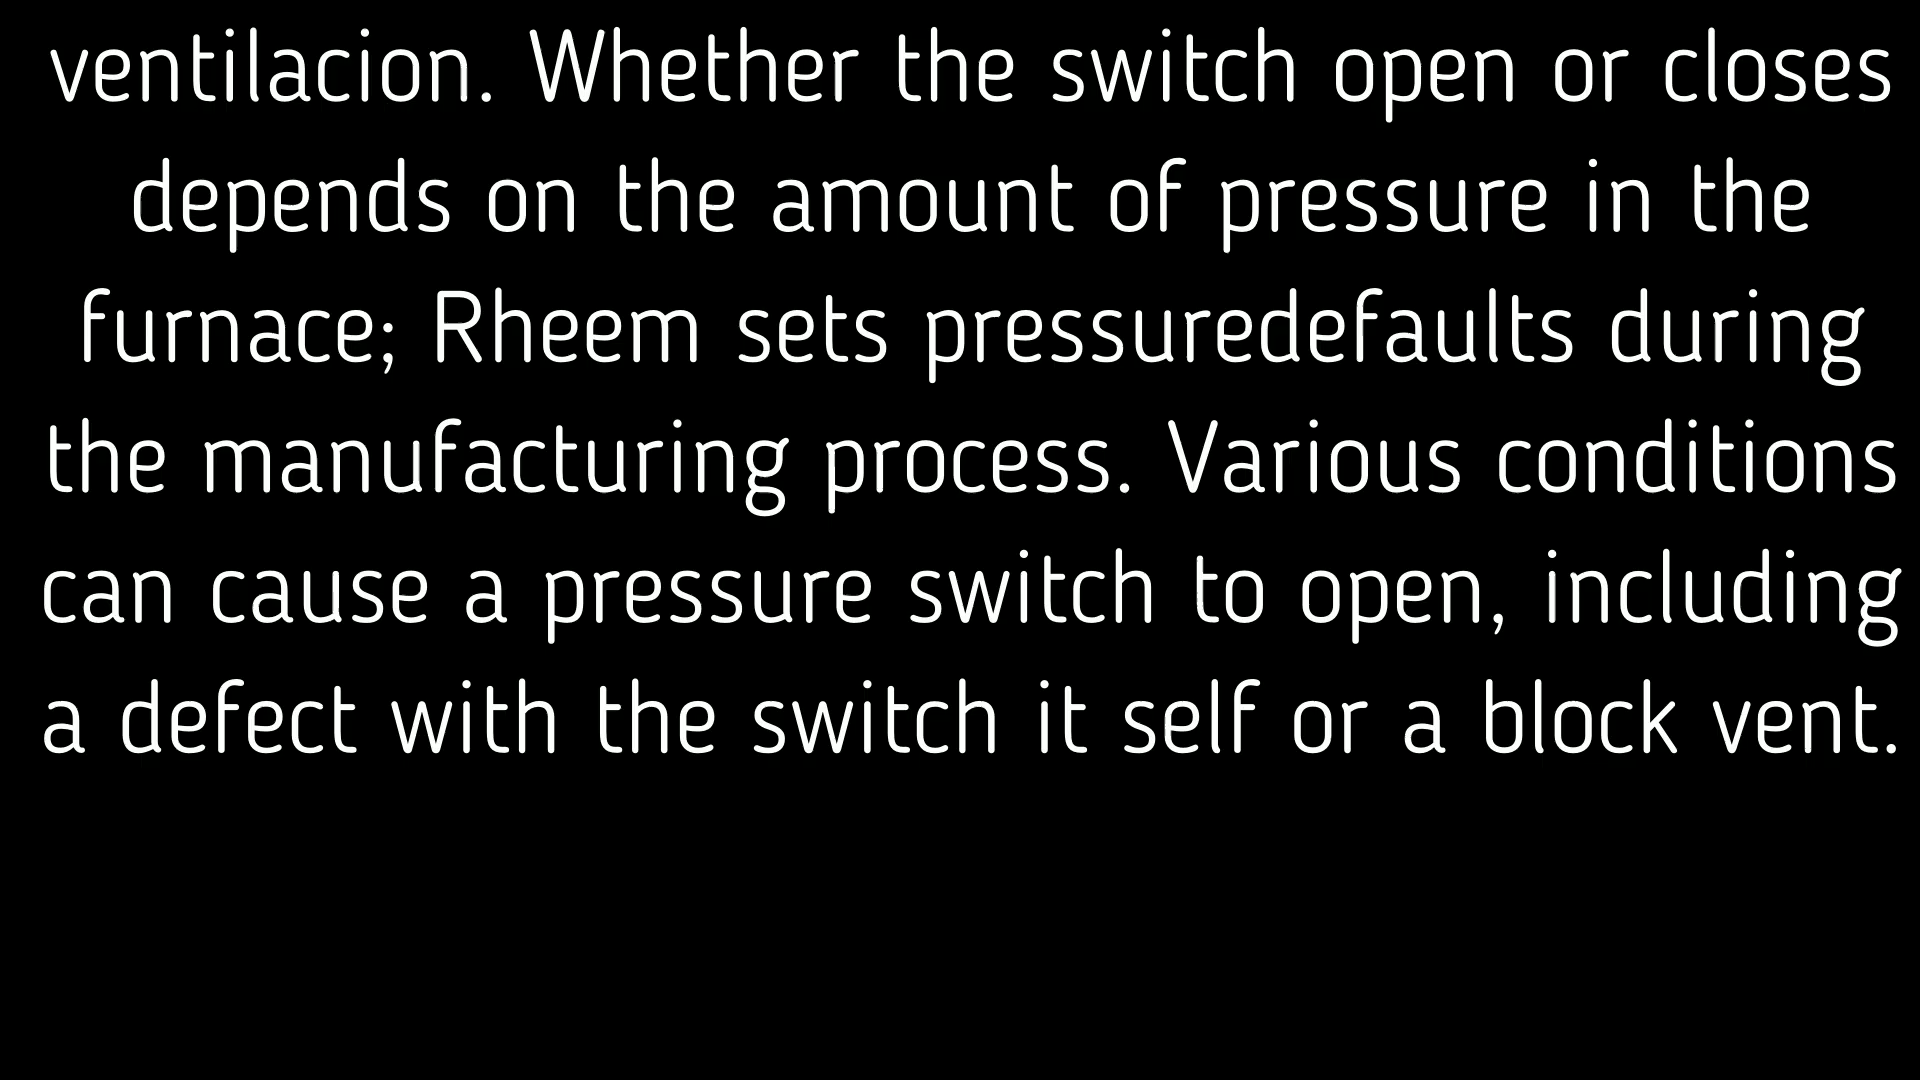 ventilacion. Whether the switch open or closes
depends on the amount of pressure in the
furnace; Rheem sets pressuredefaults during
the manufacturing process. Various conditions
can cause a pressure switch to open, including
a defect with the switch it self or a block vent.